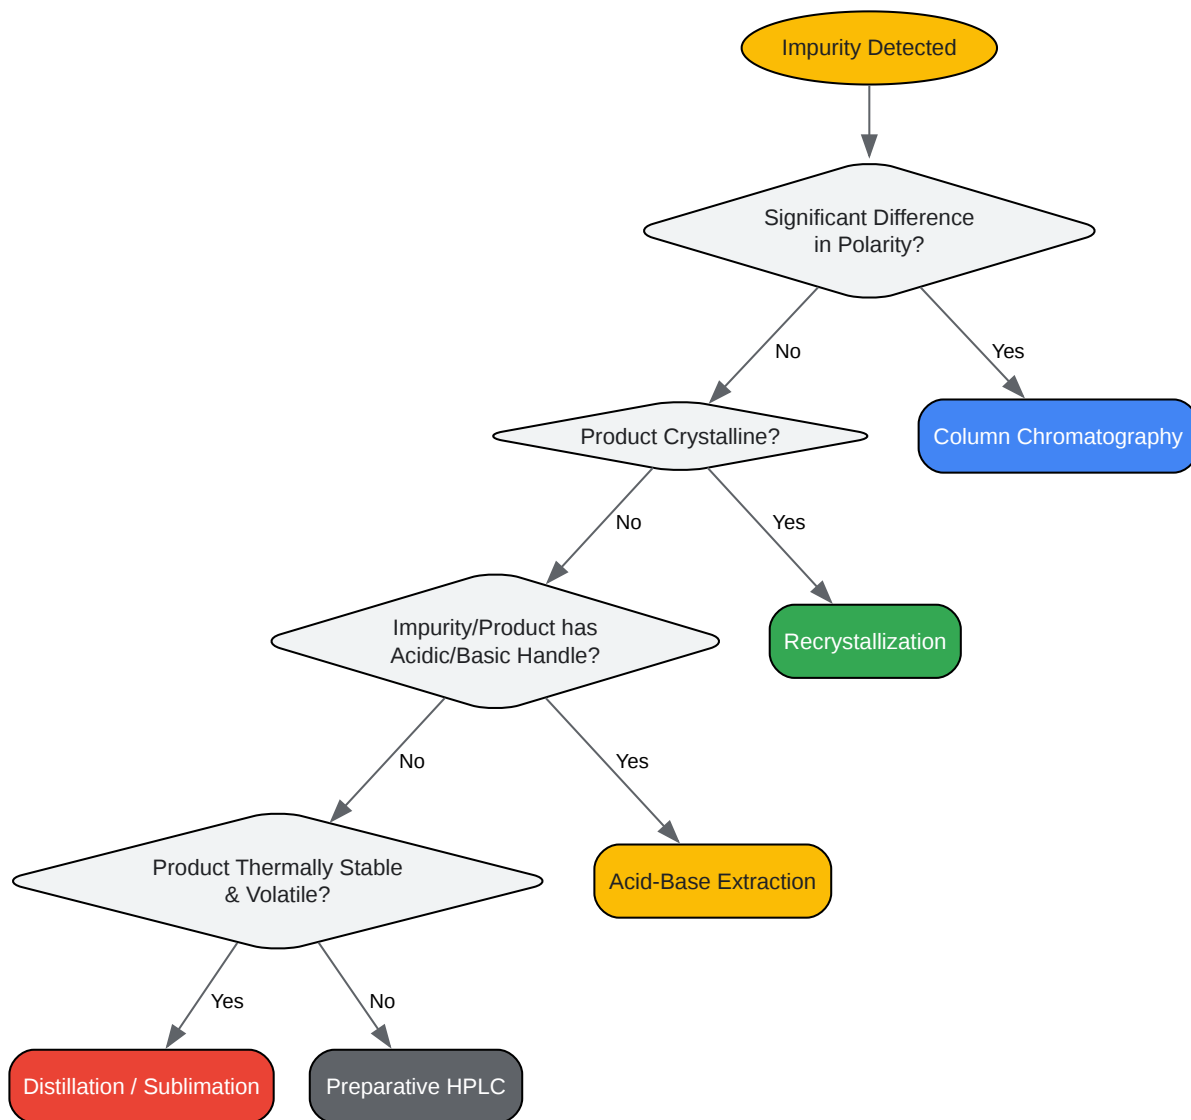 Impurity Detected
Significant Difference
in Polarity?
No
Yes
Product Crystalline?
Column Chromatography
No
Yes
Impurity/Product has
Acidic/Basic Handle?
Recrystallization
No
Yes
Product Thermally Stable
& Volatile?
Acid-Base Extraction
Yes
No
Distillation / Sublimation
Preparative HPLC